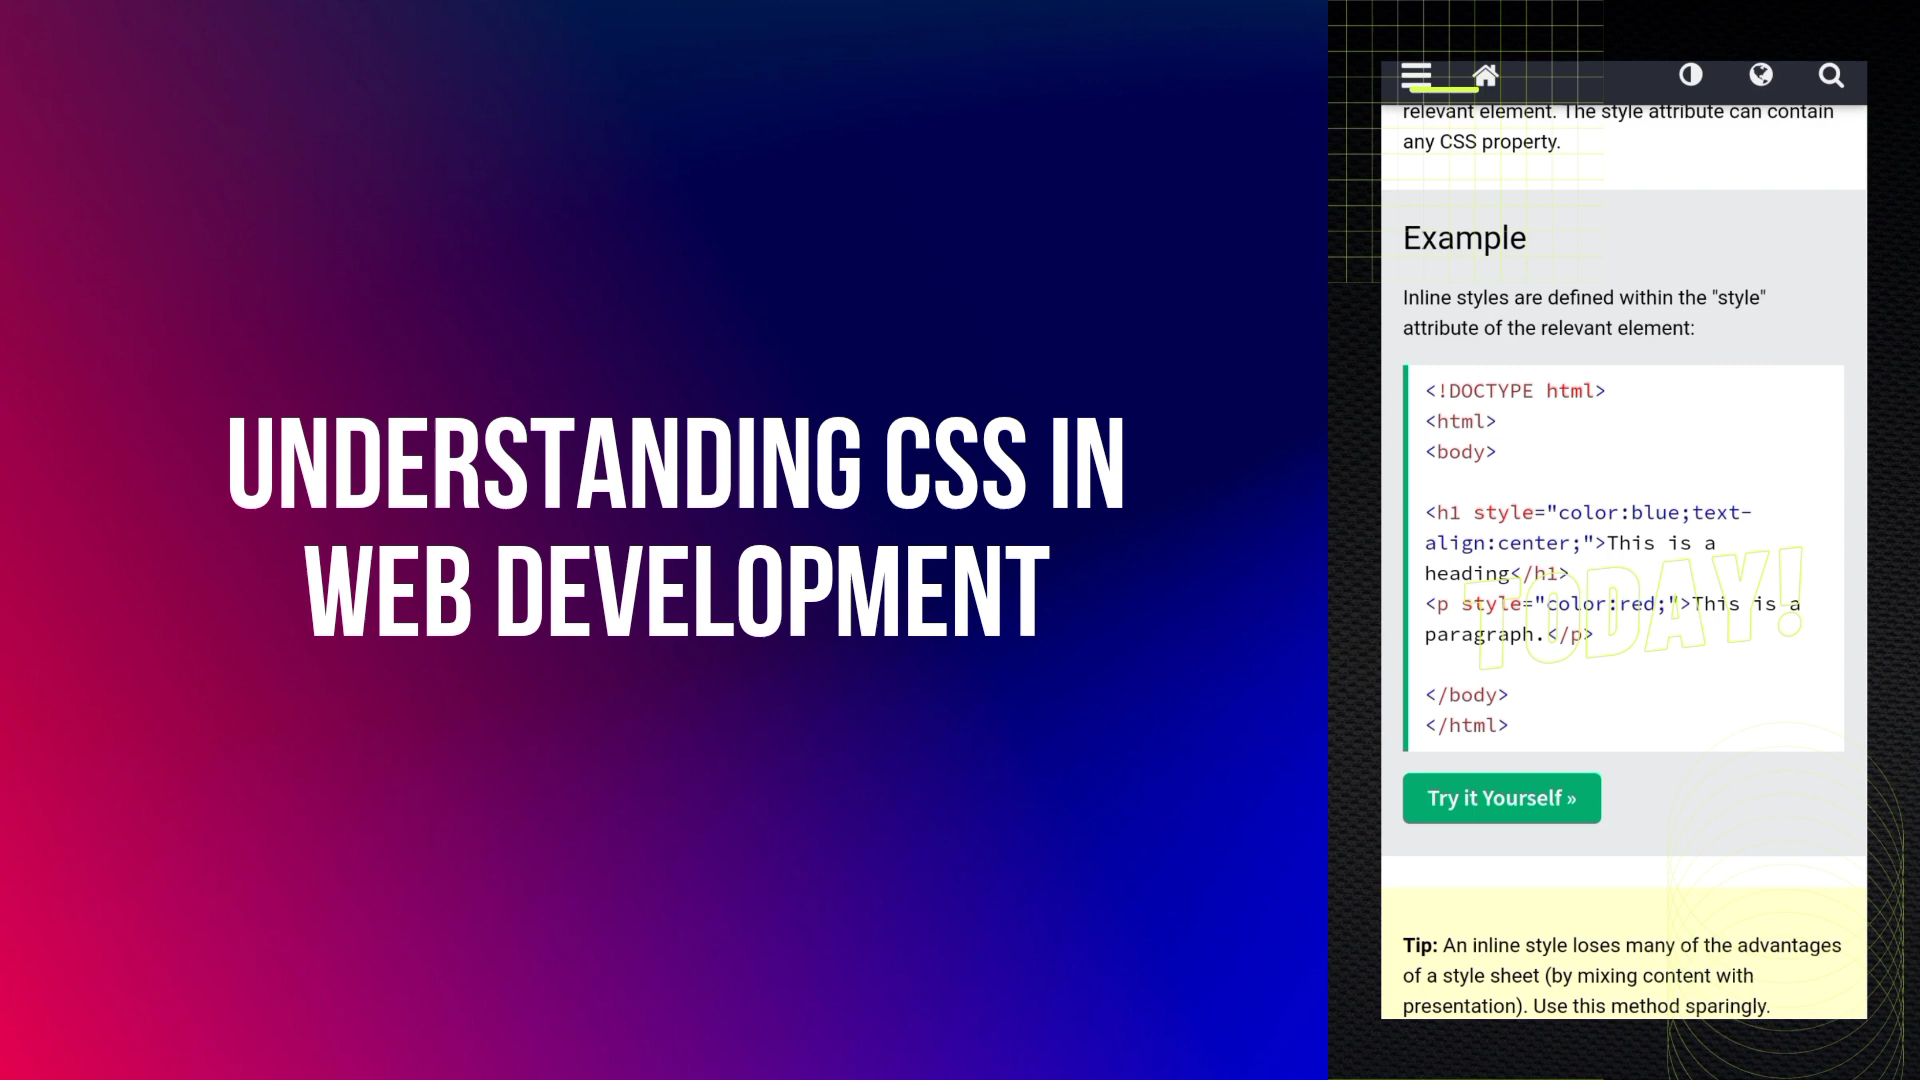 UNDERSTANDING CSS IN
WEB DEVELOPMENT
relevant element. The style attribute can contain
any CSS property.
Example
Inline styles are defined within the "style"
attribute of the relevant element:
<!DOCTYPE html>
<html>
<body>
<h1 style="color:blue;text-
align:center;">This is a
heading</h1>
<p style="color:red;">This is a
paragraph.</p>
TODAY!
</body>
</html>
Try it Yourself »
Tip: An inline style loses many of the advantages
of a style sheet (by mixing content with
presentation). Use this method sparingly.